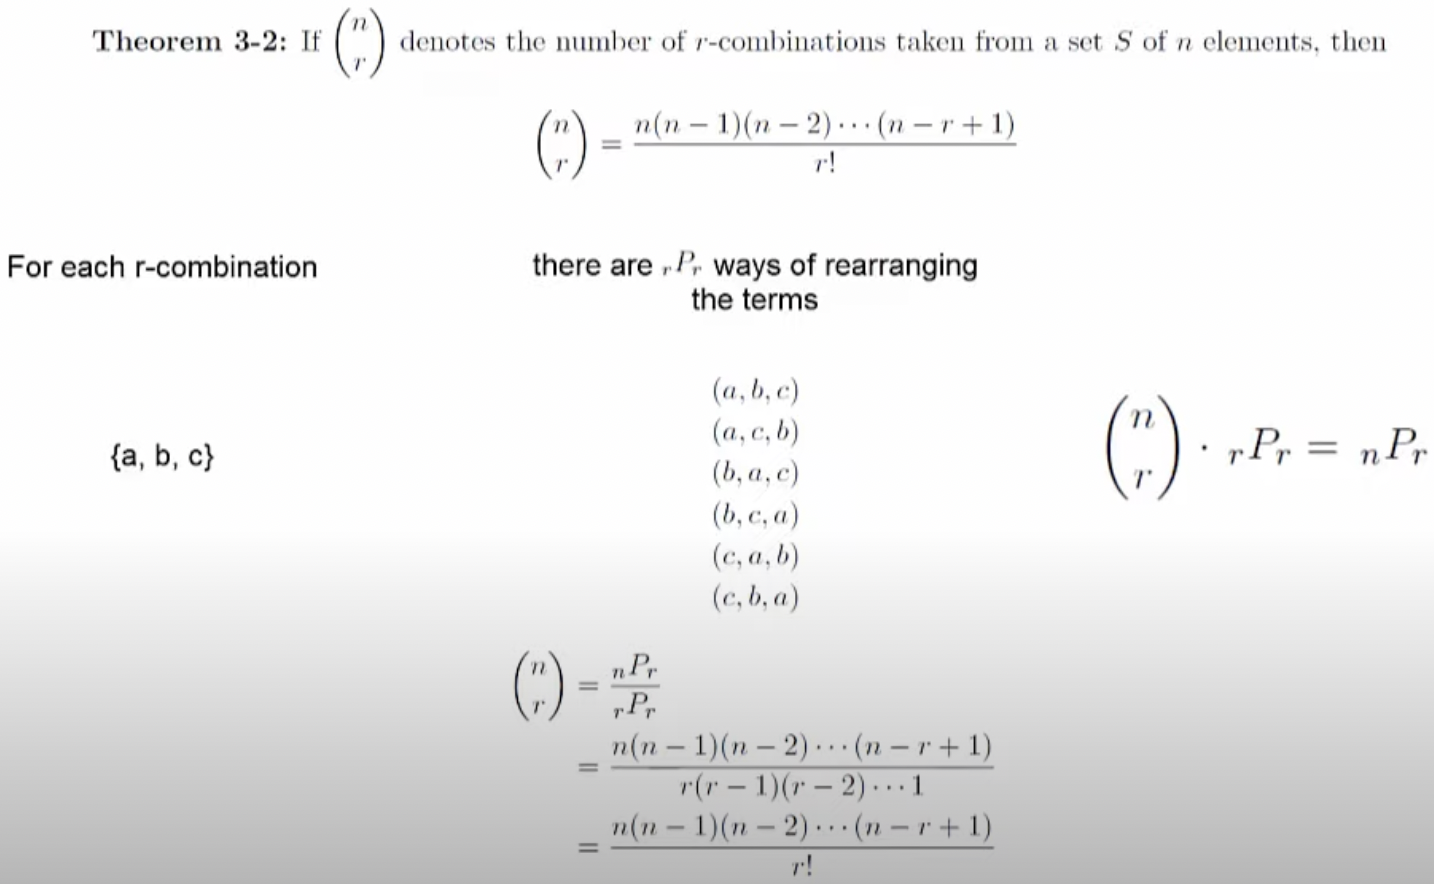 Theorem 3-2: If $\binom{n}{r}$ denotes the number of r-combinations taken from a set S of n elements, then
$\binom{n}{r} = \frac{n(n-1)(n-2)\cdots(n-r+1)}{r!}$
For each r-combination
there are ${}_rP_r$ ways of rearranging
the terms
{a, b, c}
(a, b, c)
(a, c, b)
(b, a, c)
(b, c, a)
(c, a, b)
(c, b, a)
$\binom{n}{r} \cdot {}_rP_r = {}_nP_r$
$\binom{n}{r} = \frac{{}_nP_r}{{}_rP_r}$
$= \frac{n(n-1)(n-2)\cdots(n-r+1)}{r(r-1)(r-2)\cdots 1}$
$= \frac{n(n-1)(n-2)\cdots(n-r+1)}{r!}$